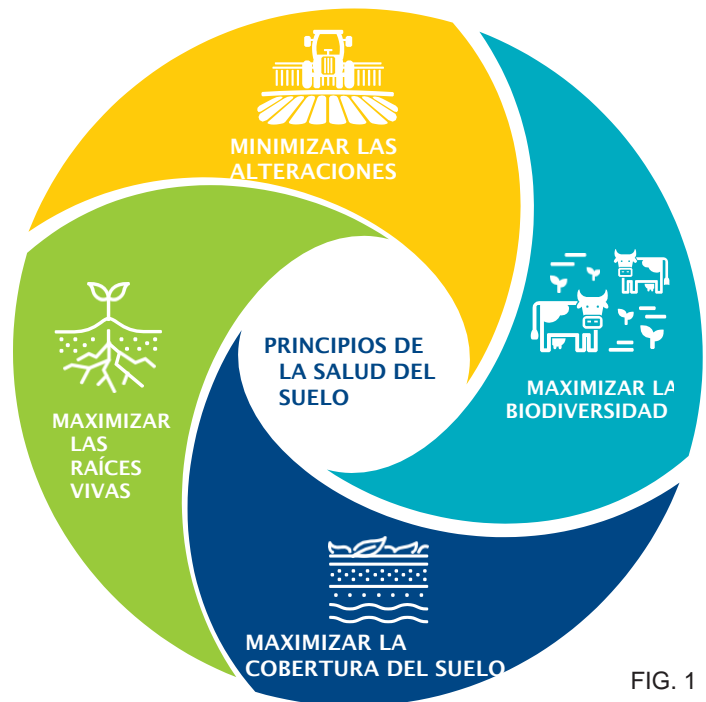 MINIMIZAR LAS
ALTERACIONES
MAXIMIZAR LA
BIODIVERSIDAD
PRINCIPIOS DE
LA SALUD DEL
SUELO
MAXIMIZAR
LAS
RAÍCES
VIVAS
MAXIMIZAR LA
COBERTURA DEL SUELO
FIG. 1